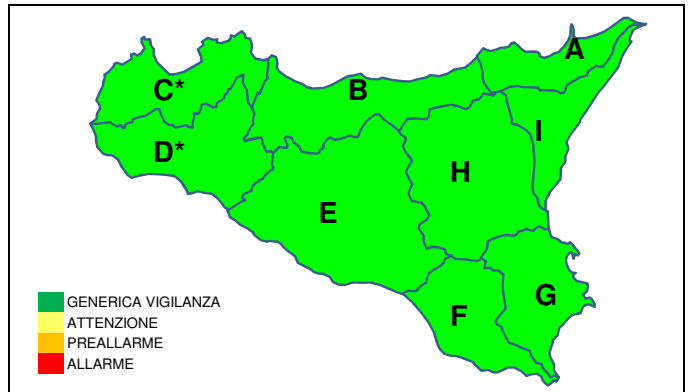 A
B
C*
I
D*
H
E
G
F
GENERICA VIGILANZA
ATTENZIONE
PREALLARME
ALLARME